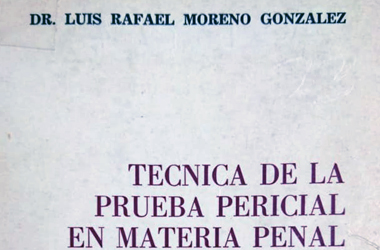 DR. LUIS RAFAEL MORENO GONZALEZ
TECNICA DE LA
PRUEBA PERICIAL
EN MATERIA PENAL